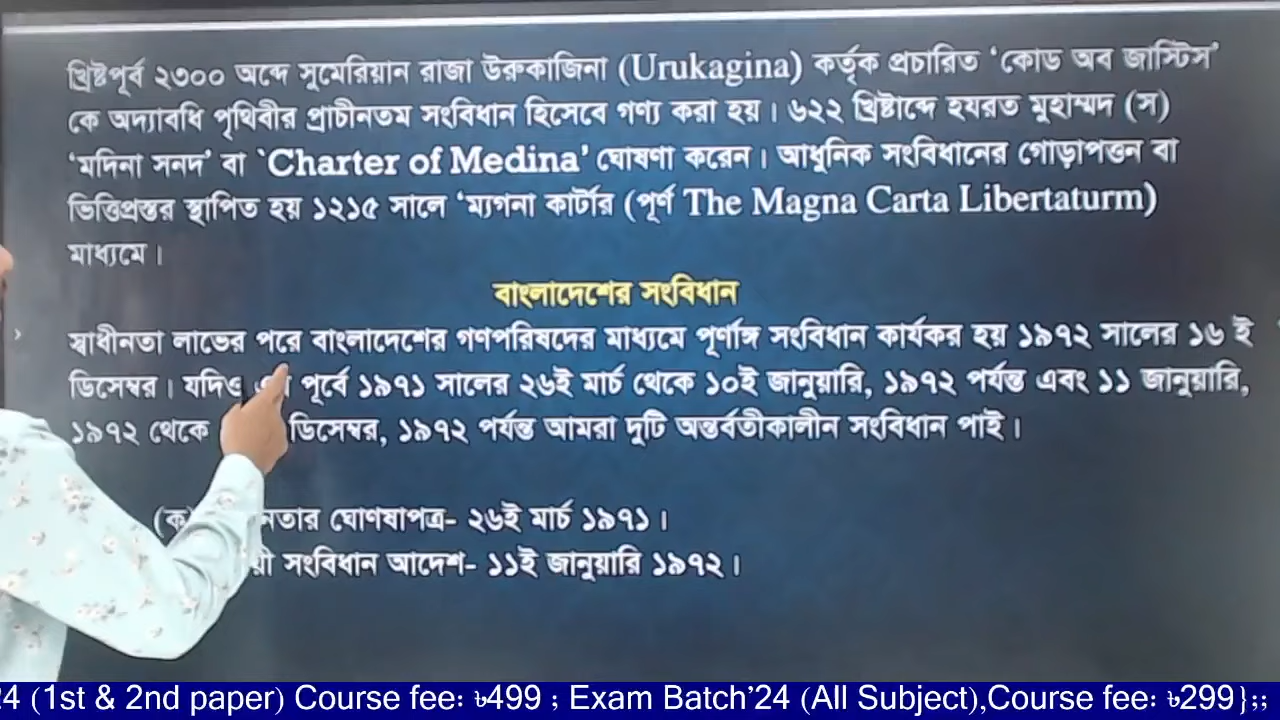 খ্রিষ্টপূর্ব ২৩০০ অব্দে সুমেরিয়ান রাজা উরুকাজিনা (Urukagina) কর্তৃক প্রচারিত ‘কোড অব জাস্টিস’
কে অদ্যাবধি পৃথিবীর প্রাচীনতম সংবিধান হিসেবে গণ্য করা হয়। ৬২২ খ্রিষ্টাব্দে হযরত মুহাম্মদ (স)
‘মদিনা সনদ’ বা `Charter of Medina’ ঘোষণা করেন। আধুনিক সংবিধানের গোড়াপত্তন বা
ভিত্তিপ্রস্তর স্থাপিত হয় ১২১৫ সালে ‘ম্যগনা কার্টার (পূর্ণ The Magna Carta Libertaturm)
মাধ্যমে।
বাংলাদেশের সংবিধান
স্বাধীনতা লাভের পরে বাংলাদেশের গণপরিষদের মাধ্যমে পূর্ণাঙ্গ সংবিধান কার্যকর হয় ১৯৭২ সালের ১৬ ই
ডিসেম্বর। যদিও পূর্বে ১৯৭১ সালের ২৬ই মার্চ থেকে ১০ই জানুয়ারি, ১৯৭২ পর্যন্ত এবং ১১ জানুয়ারি,
১৯৭২ থেকে ডিসেম্বর, ১৯৭২ পর্যন্ত আমরা দুটি অন্তর্বতীকালীন সংবিধান পাই।
(ক) নতার ঘোণষাপত্র- ২৬ই মার্চ ১৯৭১।
য়ী সংবিধান আদেশ- ১১ই জানুয়ারি ১৯৭২।
24 (1st & 2nd paper) Course fee: ৳499 ; Exam Batch’24 (All Subject),Course fee: ৳299};;